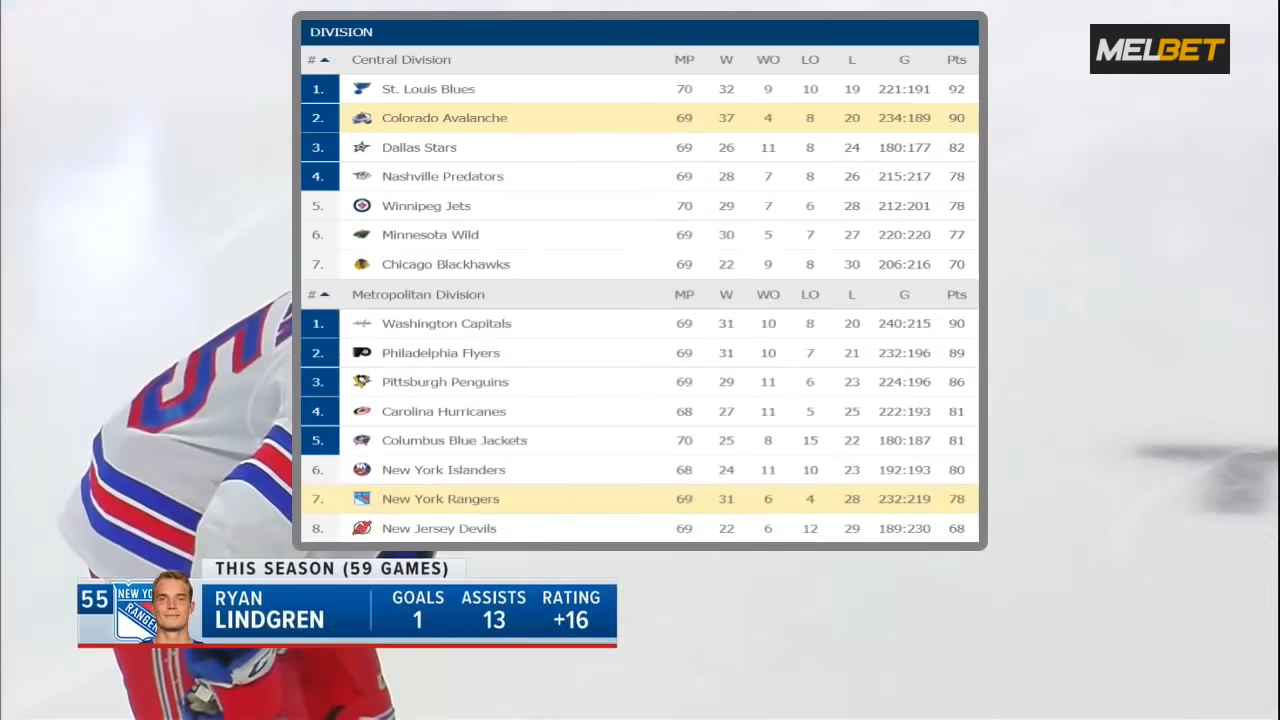 DIVISION
MELBET
# Central Division MP W WO LO L G Pts
1. St. Louis Blues 70 32 9 10 19 221:191 92
2. Colorado Avalanche 69 37 4 8 20 234:189 90
3. Dallas Stars 69 26 11 8 24 180:177 82
4. Nashville Predators 69 28 7 8 26 215:217 78
5. Winnipeg Jets 70 29 7 6 28 212:201 78
6. Minnesota Wild 69 30 5 7 27 220:220 77
7. Chicago Blackhawks 69 22 9 8 30 206:216 70
# Metropolitan Division MP W WO LO L G Pts
1. Washington Capitals 69 31 10 8 20 240:215 90
2. Philadelphia Flyers 69 31 10 7 21 232:196 89
3. Pittsburgh Penguins 69 29 11 6 23 224:196 86
4. Carolina Hurricanes 68 27 11 5 25 222:193 81
5. Columbus Blue Jackets 70 25 8 15 22 180:187 81
6. New York Islanders 68 24 11 10 23 192:193 80
7. New York Rangers 69 31 6 4 28 232:219 78
8. New Jersey Devils 69 22 6 12 29 189:230 68
THIS SEASON (59 GAMES)
55 NEW YO RANGERS RYAN GOALS ASSISTS RATING
LINDGREN 1 13 +16